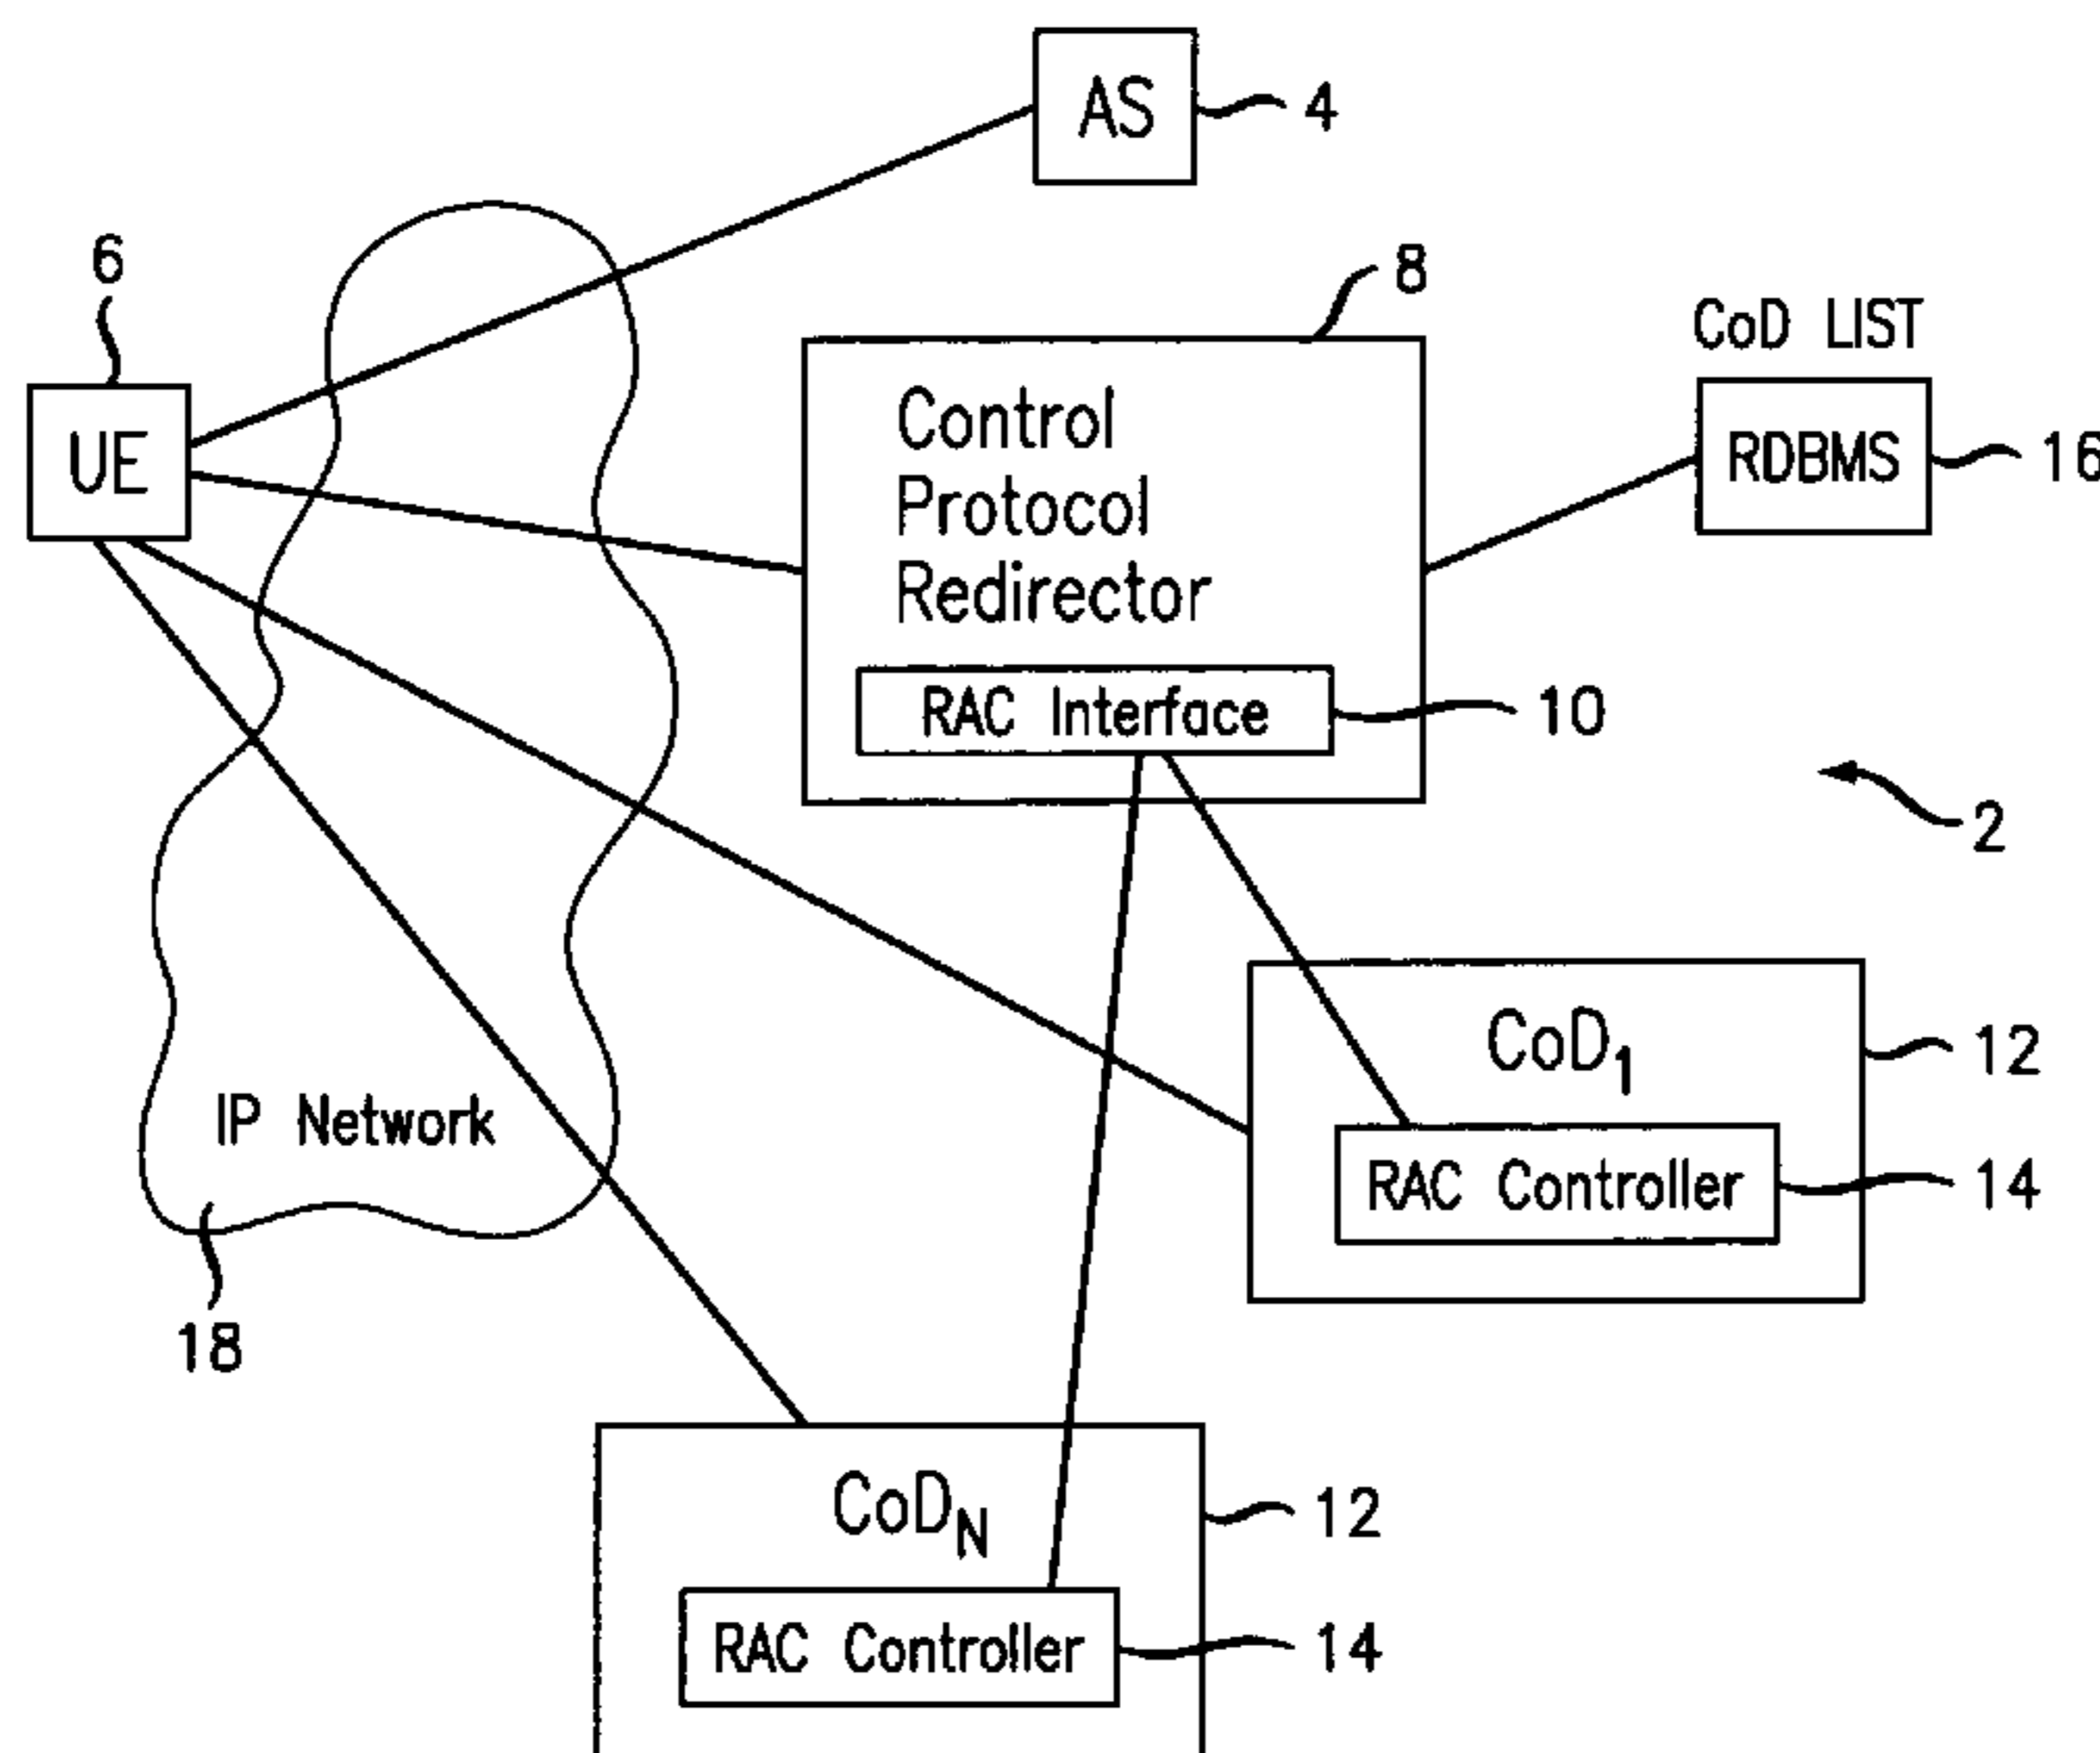 AS
4
6
8
CoD LIST
UE
Control
Protocol
Redirector
RDBMS
16
RAC Interface
10
2
CoD1
12
IP Network
RAC Controller
14
18
CoDN
12
RAC Controller
14